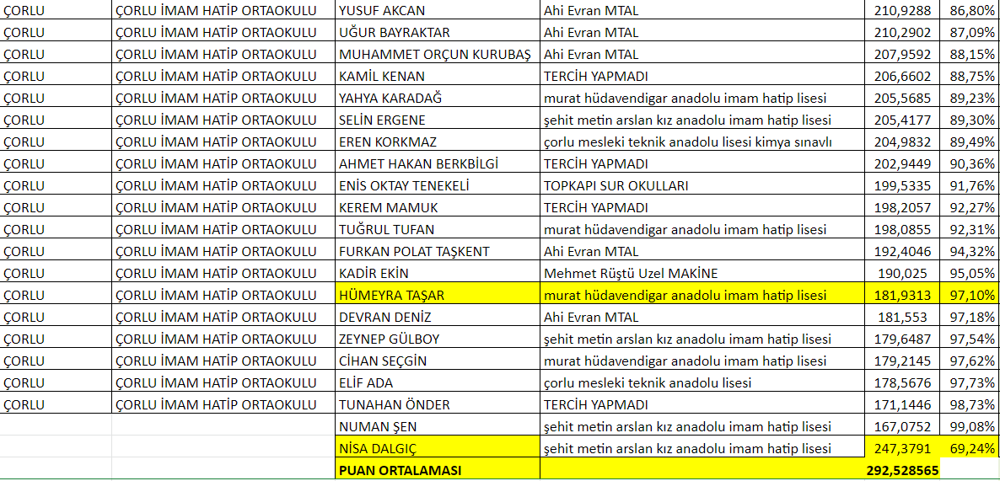 ÇORLU ÇORLU İMAM HATİP ORTAOKULU YUSUF AKCAN Ahi Evran MTAL 210,9288 86,80%
ÇORLU ÇORLU İMAM HATİP ORTAOKULU UĞUR BAYRAKTAR Ahi Evran MTAL 210,2902 87,09%
ÇORLU ÇORLU İMAM HATİP ORTAOKULU MUHAMMET ORÇUN KURUBAŞ Ahi Evran MTAL 207,9592 88,15%
ÇORLU ÇORLU İMAM HATİP ORTAOKULU KAMİL KENAN TERCİH YAPMADI 206,6602 88,75%
ÇORLU ÇORLU İMAM HATİP ORTAOKULU YAHYA KARADAĞ murat hüdavendigar anadolu imam hatip lisesi 205,5685 89,23%
ÇORLU ÇORLU İMAM HATİP ORTAOKULU SELİN ERGENE şehit metin arslan kız anadolu imam hatip lisesi 205,4177 89,30%
ÇORLU ÇORLU İMAM HATİP ORTAOKULU EREN KORKMAZ çorlu mesleki teknik anadolu lisesi kimya sınavlı 204,9832 89,49%
ÇORLU ÇORLU İMAM HATİP ORTAOKULU AHMET HAKAN BERKBİLGİ TERCİH YAPMADI 202,9449 90,36%
ÇORLU ÇORLU İMAM HATİP ORTAOKULU ENİS OKTAY TENEKELİ TOPKAPI SUR OKULLARI 199,5335 91,76%
ÇORLU ÇORLU İMAM HATİP ORTAOKULU KEREM MAMUK TERCİH YAPMADI 198,2057 92,27%
ÇORLU ÇORLU İMAM HATİP ORTAOKULU TUĞRUL TUFAN murat hüdavendigar anadolu imam hatip lisesi 198,0855 92,31%
ÇORLU ÇORLU İMAM HATİP ORTAOKULU FURKAN POLAT TAŞKENT Ahi Evran MTAL 192,4046 94,32%
ÇORLU ÇORLU İMAM HATİP ORTAOKULU KADİR EKİN Mehmet Rüştü Uzel MAKİNE 190,025 95,05%
ÇORLU ÇORLU İMAM HATİP ORTAOKULU HÜMEYRA TAŞAR murat hüdavendigar anadolu imam hatip lisesi 181,9313 97,10%
ÇORLU ÇORLU İMAM HATİP ORTAOKULU DEVRAN DENİZ Ahi Evran MTAL 181,553 97,18%
ÇORLU ÇORLU İMAM HATİP ORTAOKULU ZEYNEP GÜLBOY şehit metin arslan kız anadolu imam hatip lisesi 179,6487 97,54%
ÇORLU ÇORLU İMAM HATİP ORTAOKULU CİHAN SEÇGİN murat hüdavendigar anadolu imam hatip lisesi 179,2145 97,62%
ÇORLU ÇORLU İMAM HATİP ORTAOKULU ELİF ADA çorlu mesleki teknik anadolu lisesi 178,5676 97,73%
ÇORLU ÇORLU İMAM HATİP ORTAOKULU TUNAHAN ÖNDER TERCİH YAPMADI 171,1446 98,73%
NUMAN ŞEN şehit metin arslan kız anadolu imam hatip lisesi 167,0752 99,08%
NİSA DALGIÇ şehit metin arslan kız anadolu imam hatip lisesi 247,3791 69,24%
PUAN ORTALAMASI 292,528565